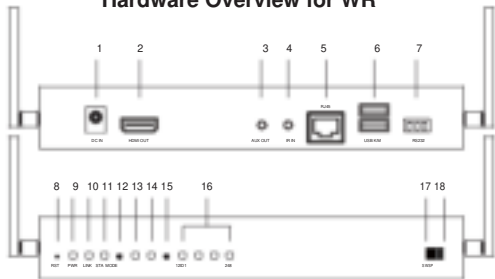 Hardware Overview for WR
1 2 3 4 5 6 7
RJ45
DC IN HDMI OUT AUX OUT IR IN USB KM RS232
8 9 10 11 12 13 14 15 16 17 18
RST PWR LINK STA MODE